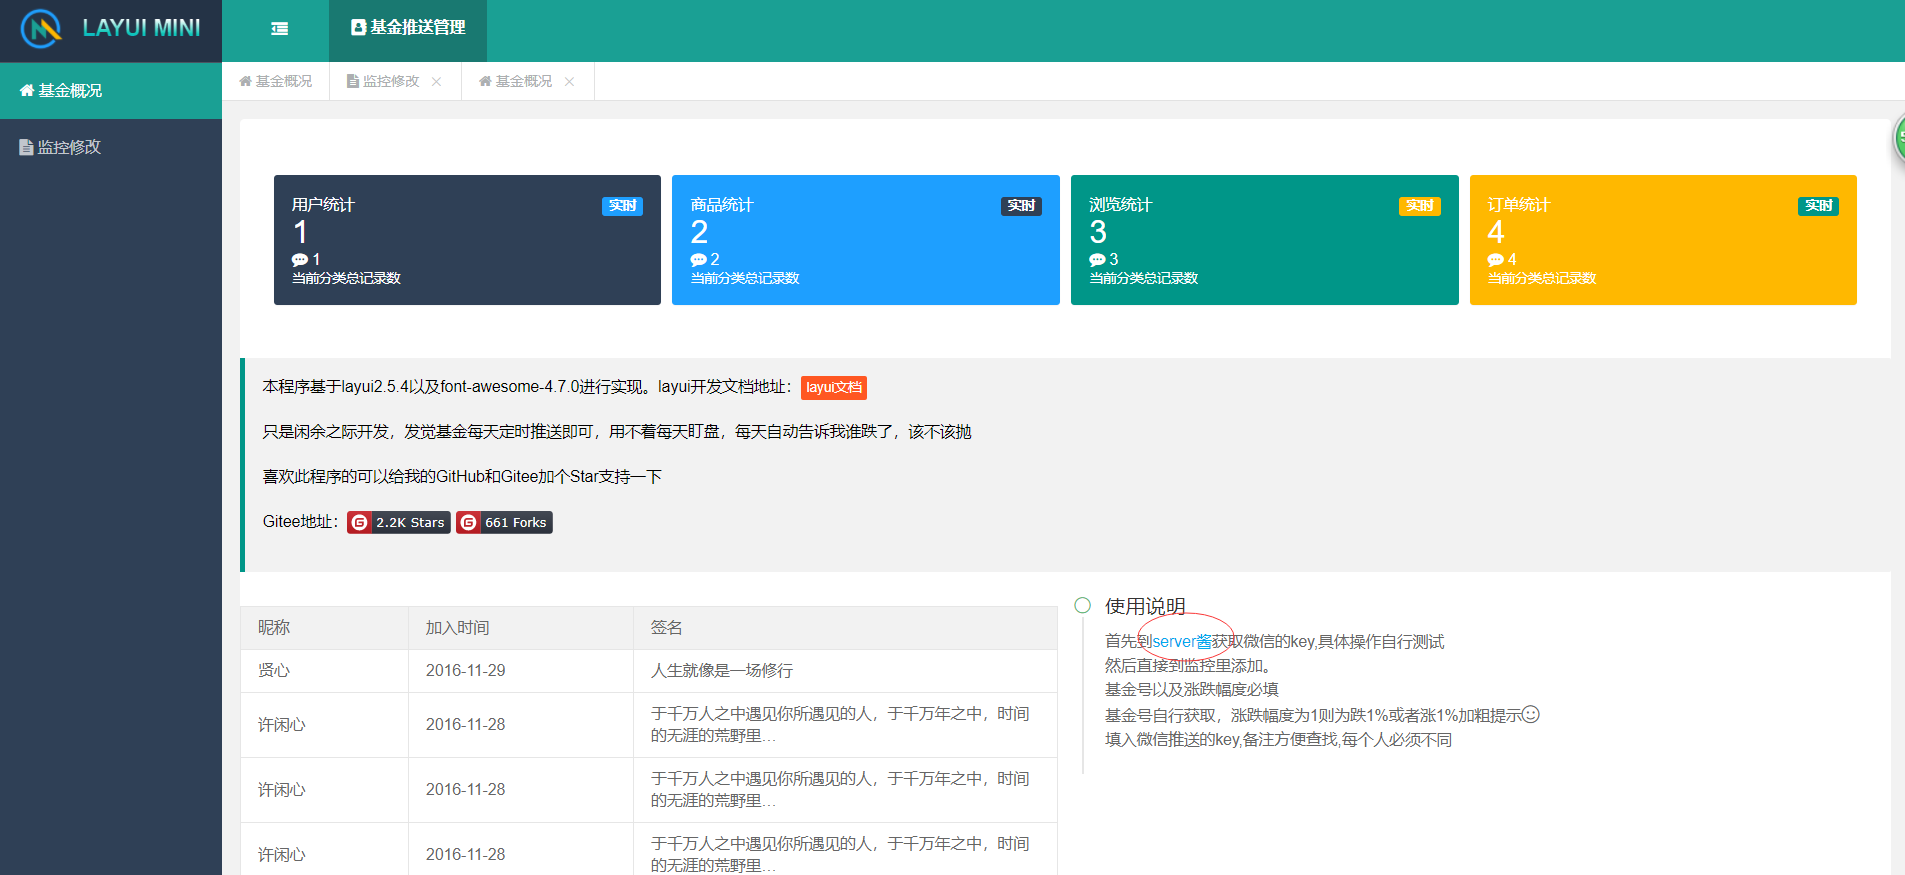 LAYUI MINI
基金推送管理
基金概况
监控修改
基金概况
监控修改
基金概况
用户统计
实时
1
1
当前分类总记录数
商品统计
实时
2
2
当前分类总记录数
浏览统计
实时
3
3
当前分类总记录数
订单统计
实时
4
4
当前分类总记录数
本程序基于layui2.5.4以及font-awesome-4.7.0进行实现。layui开发文档地址：layui文档
只是闲余之际开发，发觉基金每天定时推送即可，用不着每天盯盘，每天自动告诉我谁跌了，该不该抛
喜欢此程序的可以给我的GitHub和Gitee加个Star支持一下
Gitee地址：2.2K Stars 661 Forks
昵称 加入时间 签名
贤心 2016-11-29 人生就像是一场修行
许闲心 2016-11-28 于千万人之中遇见你所遇见的人，于千万年之中，时间
的无涯的荒野里…
许闲心 2016-11-28 于千万人之中遇见你所遇见的人，于千万年之中，时间
的无涯的荒野里…
许闲心 2016-11-28 于千万人之中遇见你所遇见的人，于千万年之中，时间
的无涯的荒野里…
使用说明
首先到server酱获取微信的key,具体操作自行测试
然后直接到监控里添加。
基金号以及涨跌幅度必填
基金号自行获取，涨跌幅度为1则为跌1%或者涨1%加粗提示
填入微信推送的key,备注方便查找,每个人必须不同